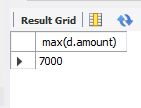 Result Grid
max(d.amount)
7000